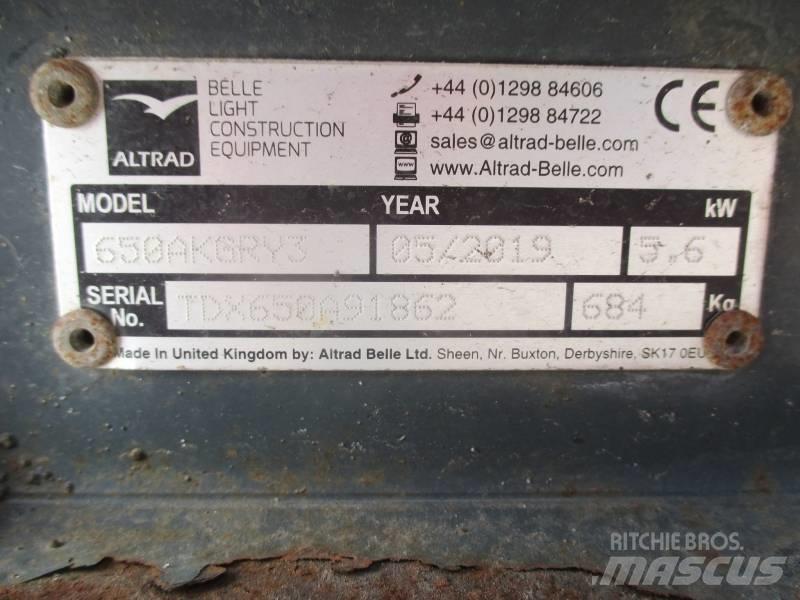 ALTRAD
BELLE
LIGHT
CONSTRUCTION
EQUIPMENT
+44 (0)1298 84606
+44 (0)1298 84722
sales@altrad-belle.com
www
www.Altrad-Belle.com
CE
MODEL YEAR kW
650AKGRY3 05/2019 5.6
SERIAL No. TDX650A91862 684 Kg
Made in United Kingdom by: Altrad Belle Ltd. Sheen, Nr. Buxton, Derbyshire, SK17 0EU
RITCHIE BROS.
MASCUS